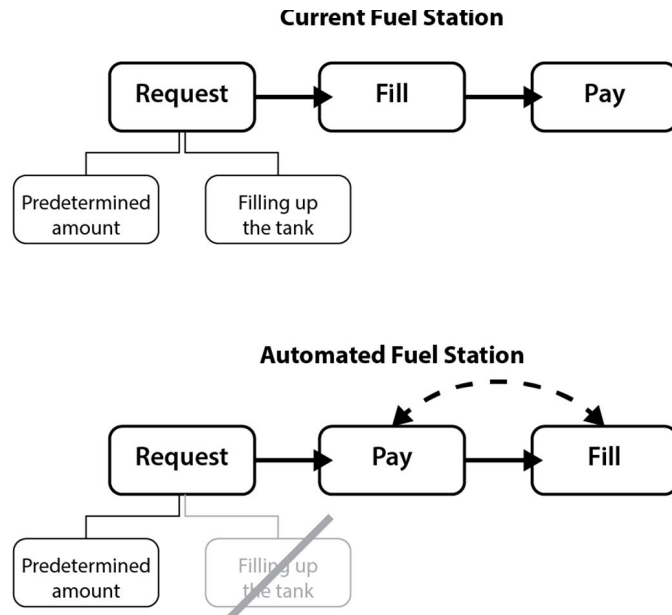 Current Fuel Station
Request
Fill
Pay
Predetermined
amount
Filling up
the tank
Automated Fuel Station
Request
Pay
Fill
Predetermined
amount
Filling up
the tank